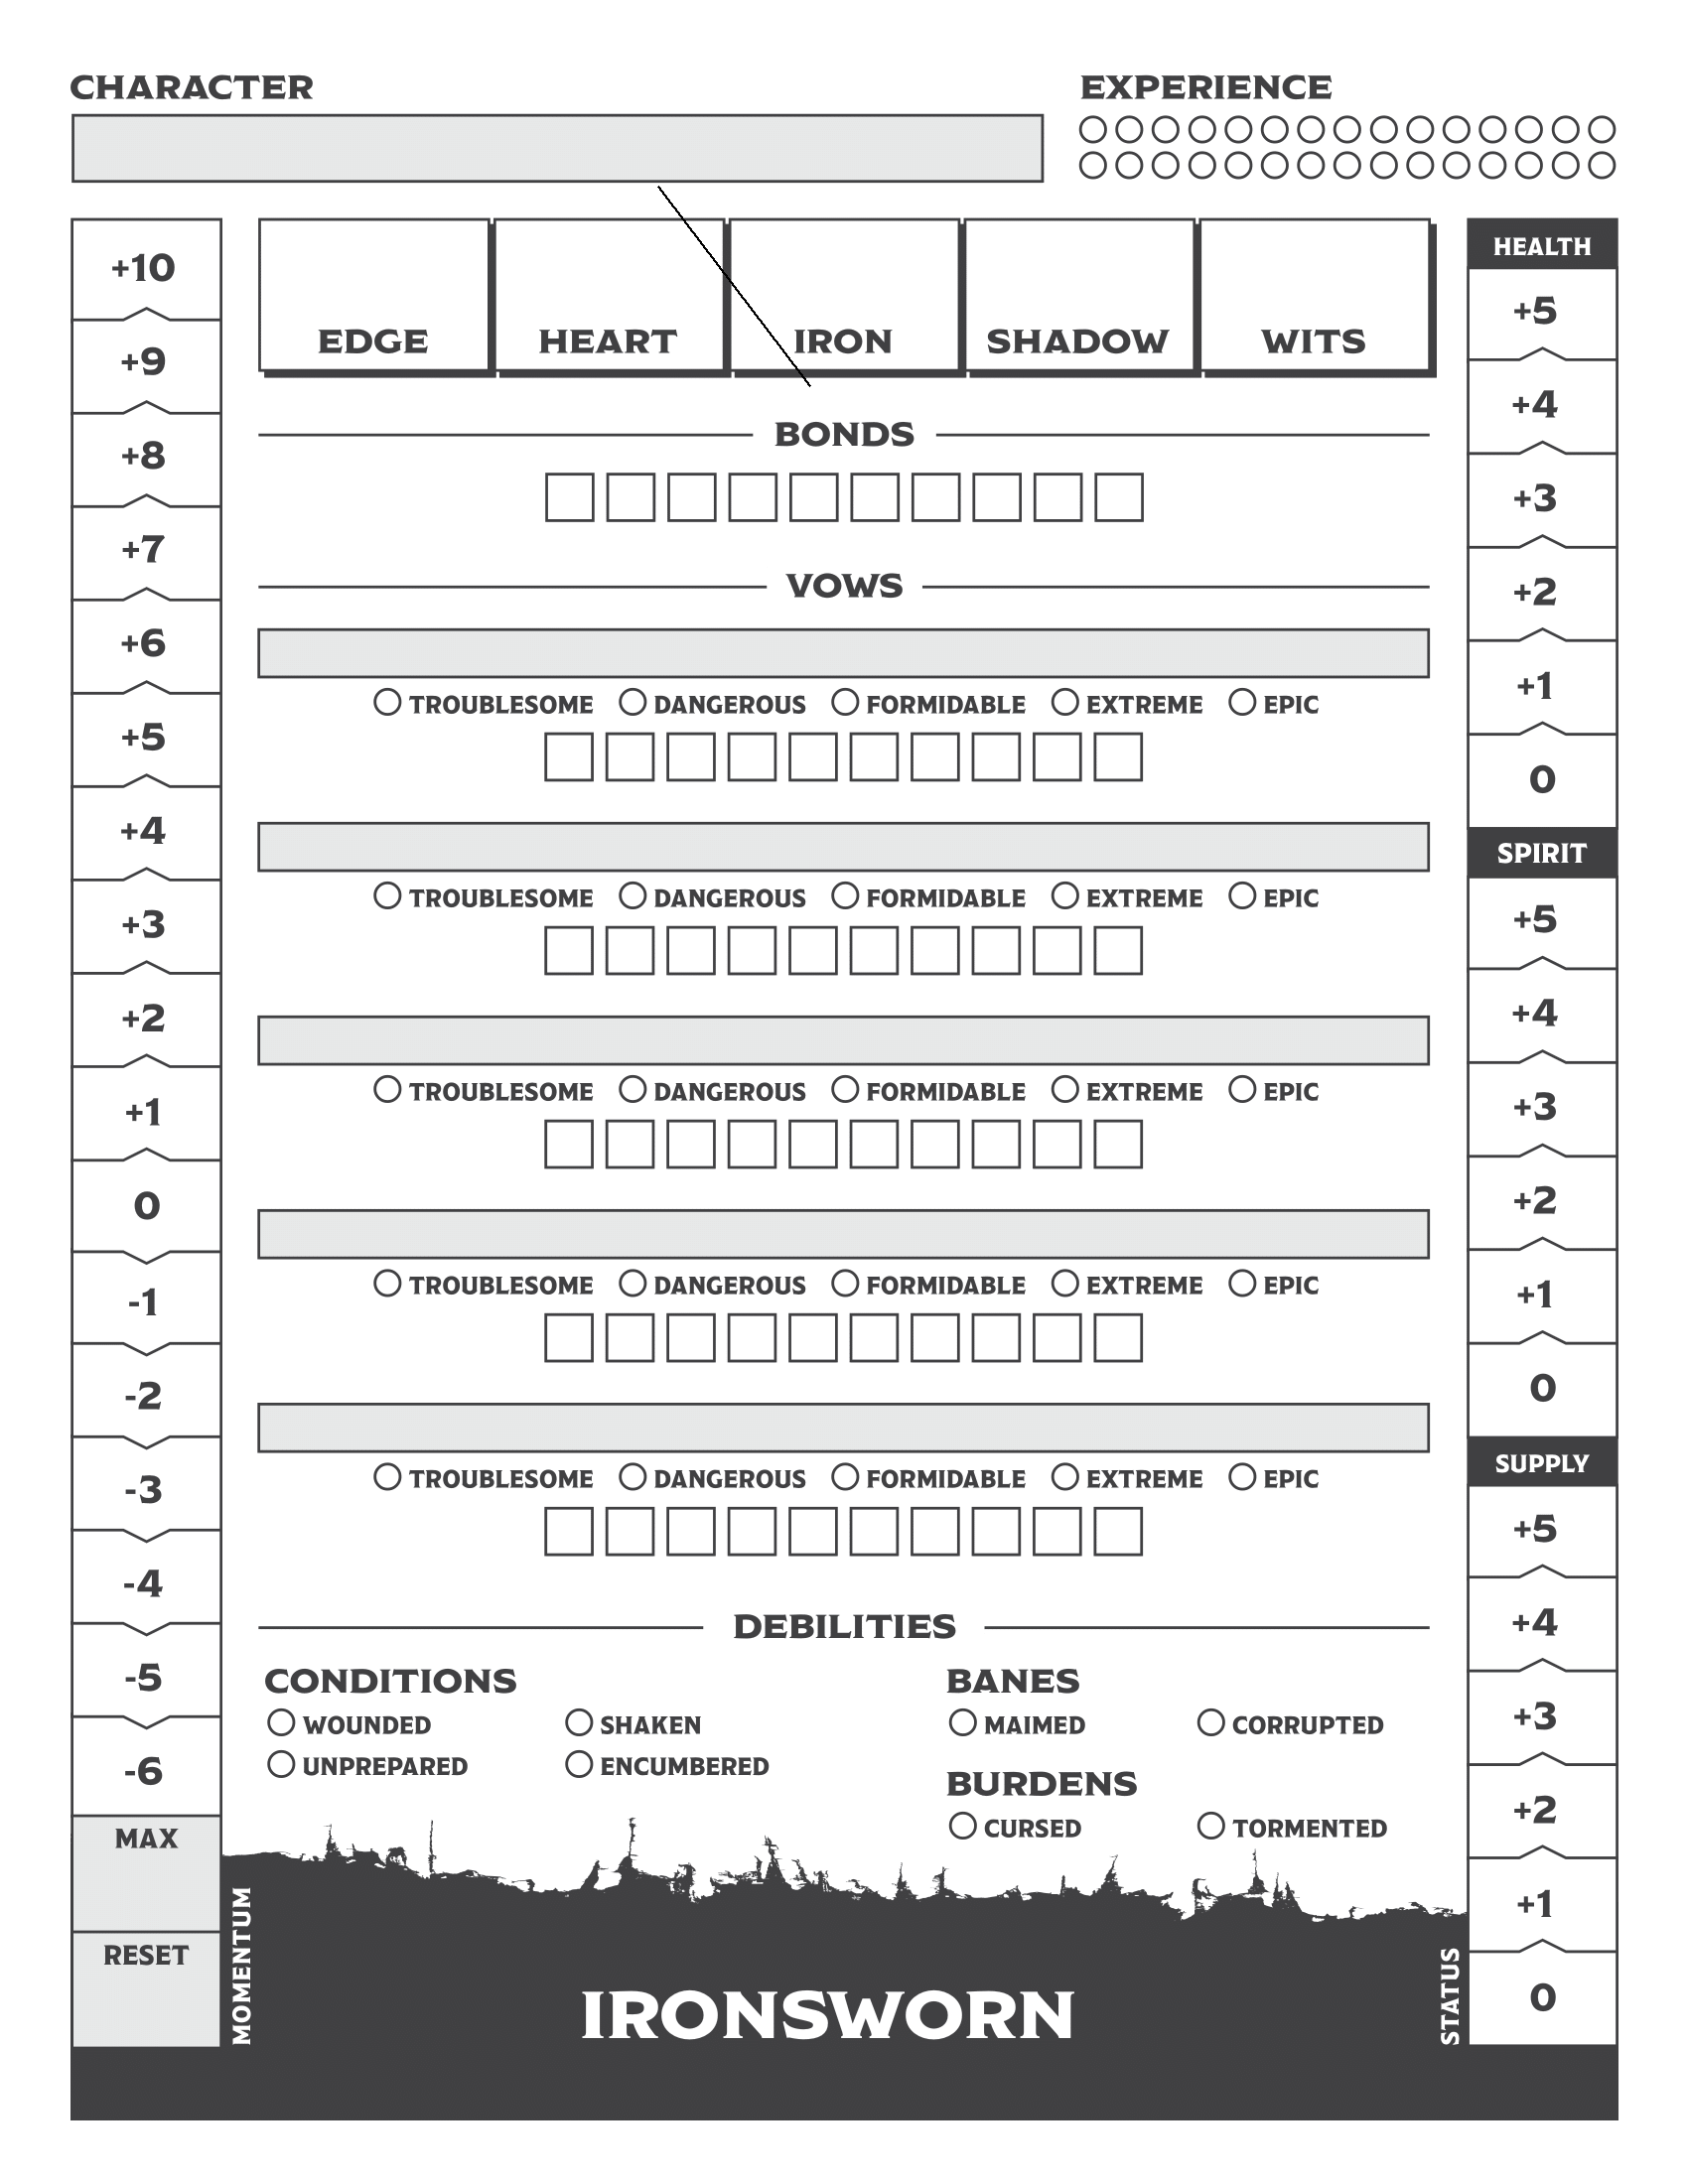 CHARACTER
EXPERIENCE
EDGE HEART IRON SHADOW WITS
BONDS
VOWS
TROUBLESOME DANGEROUS FORMIDABLE EXTREME EPIC
TROUBLESOME DANGEROUS FORMIDABLE EXTREME EPIC
TROUBLESOME DANGEROUS FORMIDABLE EXTREME EPIC
TROUBLESOME DANGEROUS FORMIDABLE EXTREME EPIC
TROUBLESOME DANGEROUS FORMIDABLE EXTREME EPIC
DEBILITIES
CONDITIONS
WOUNDED SHAKEN
UNPREPARED ENCUMBERED
BANES
MAIMED CORRUPTED
BURDENS
CURSED TORMENTED
+10
+9
+8
+7
+6
+5
+4
+3
+2
+1
0
-1
-2
-3
-4
-5
-6
MAX
RESET
MOMENTUM
HEALTH
+5
+4
+3
+2
+1
0
SPIRIT
+5
+4
+3
+2
+1
0
SUPPLY
+5
+4
+3
+2
+1
0
STATUS
IRONSWORN